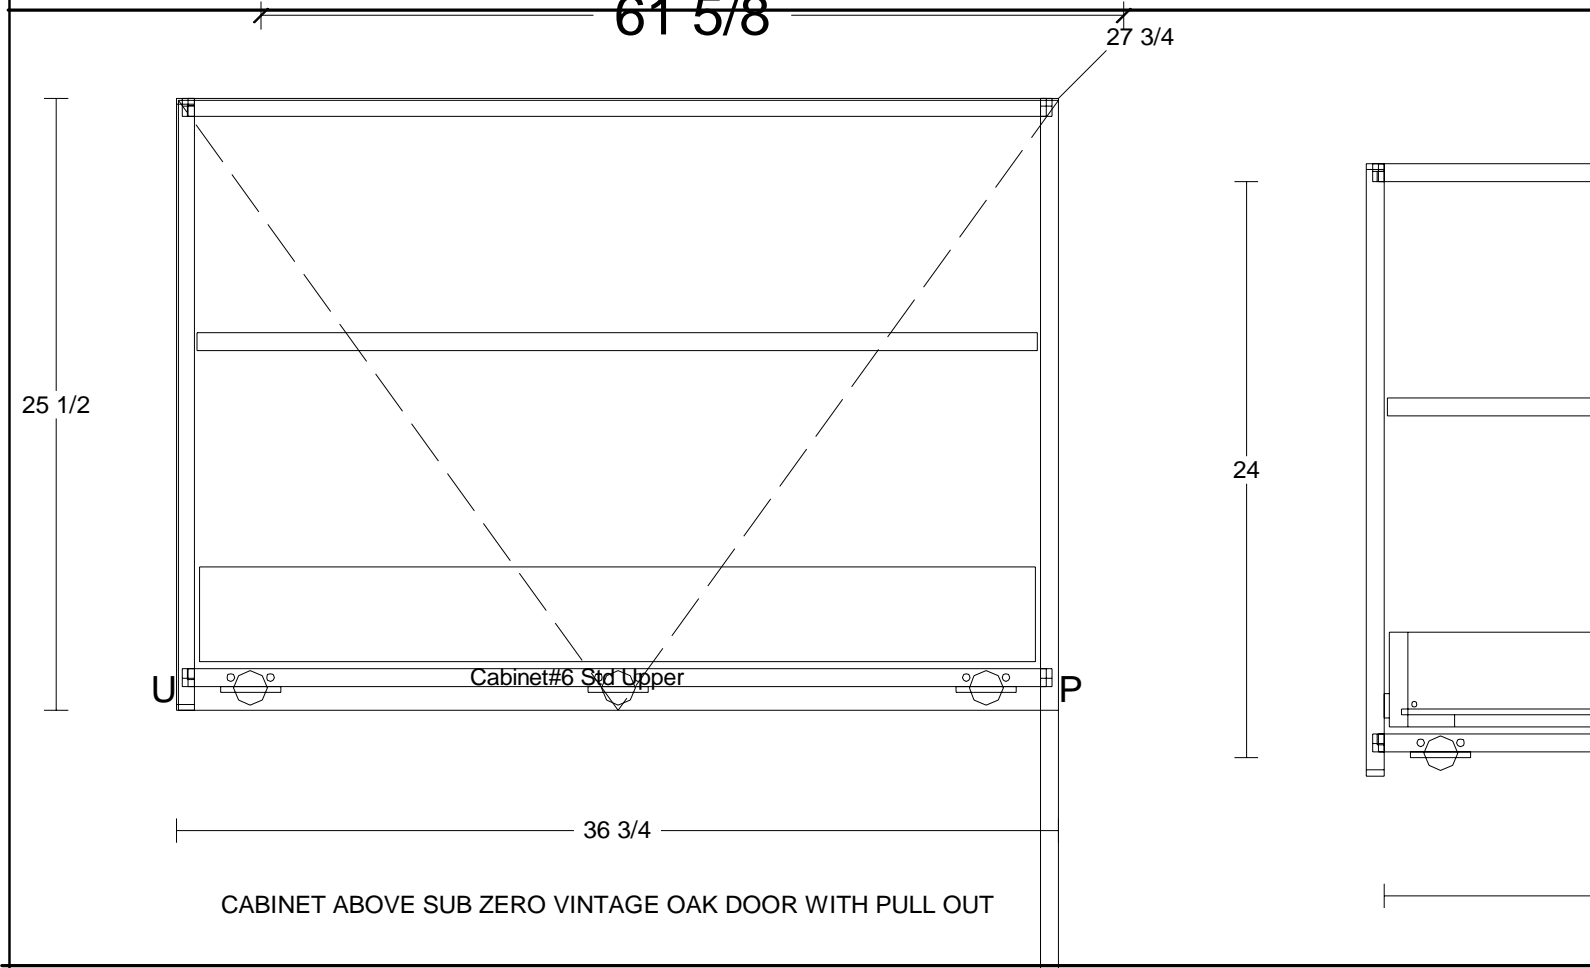 61 5/8
27 3/4
25 1/2
24
Cabinet#6 Std Upper
U
P
36 3/4
CABINET ABOVE SUB ZERO VINTAGE OAK DOOR WITH PULL OUT